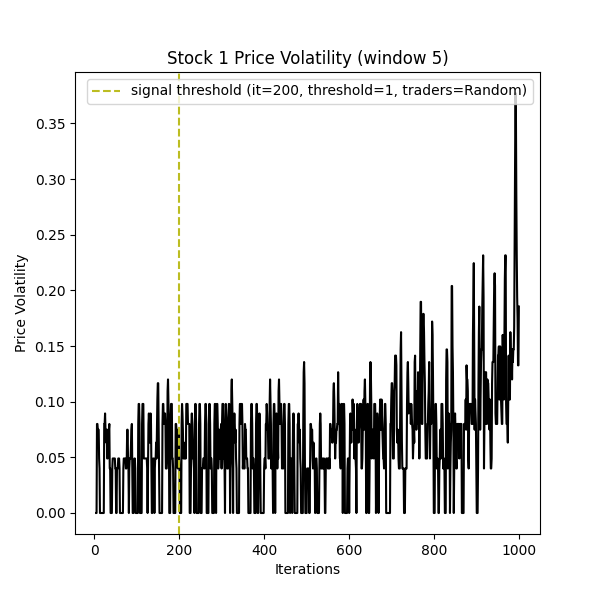 Stock 1 Price Volatility (window 5)
signal threshold (it=200, threshold=1, traders=Random)
0.35
0.30
0.25
0.20
0.15
0.10
0.05
0.00
Price Volatility
0 200 400 600 800 1000
Iterations